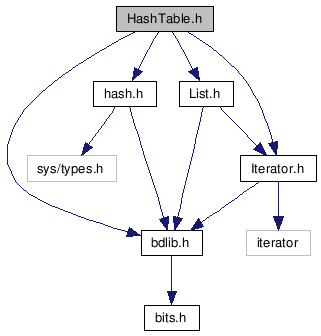 HashTable.h
hash.h
List.h
sys/types.h
Iterator.h
bdlib.h
iterator
bits.h